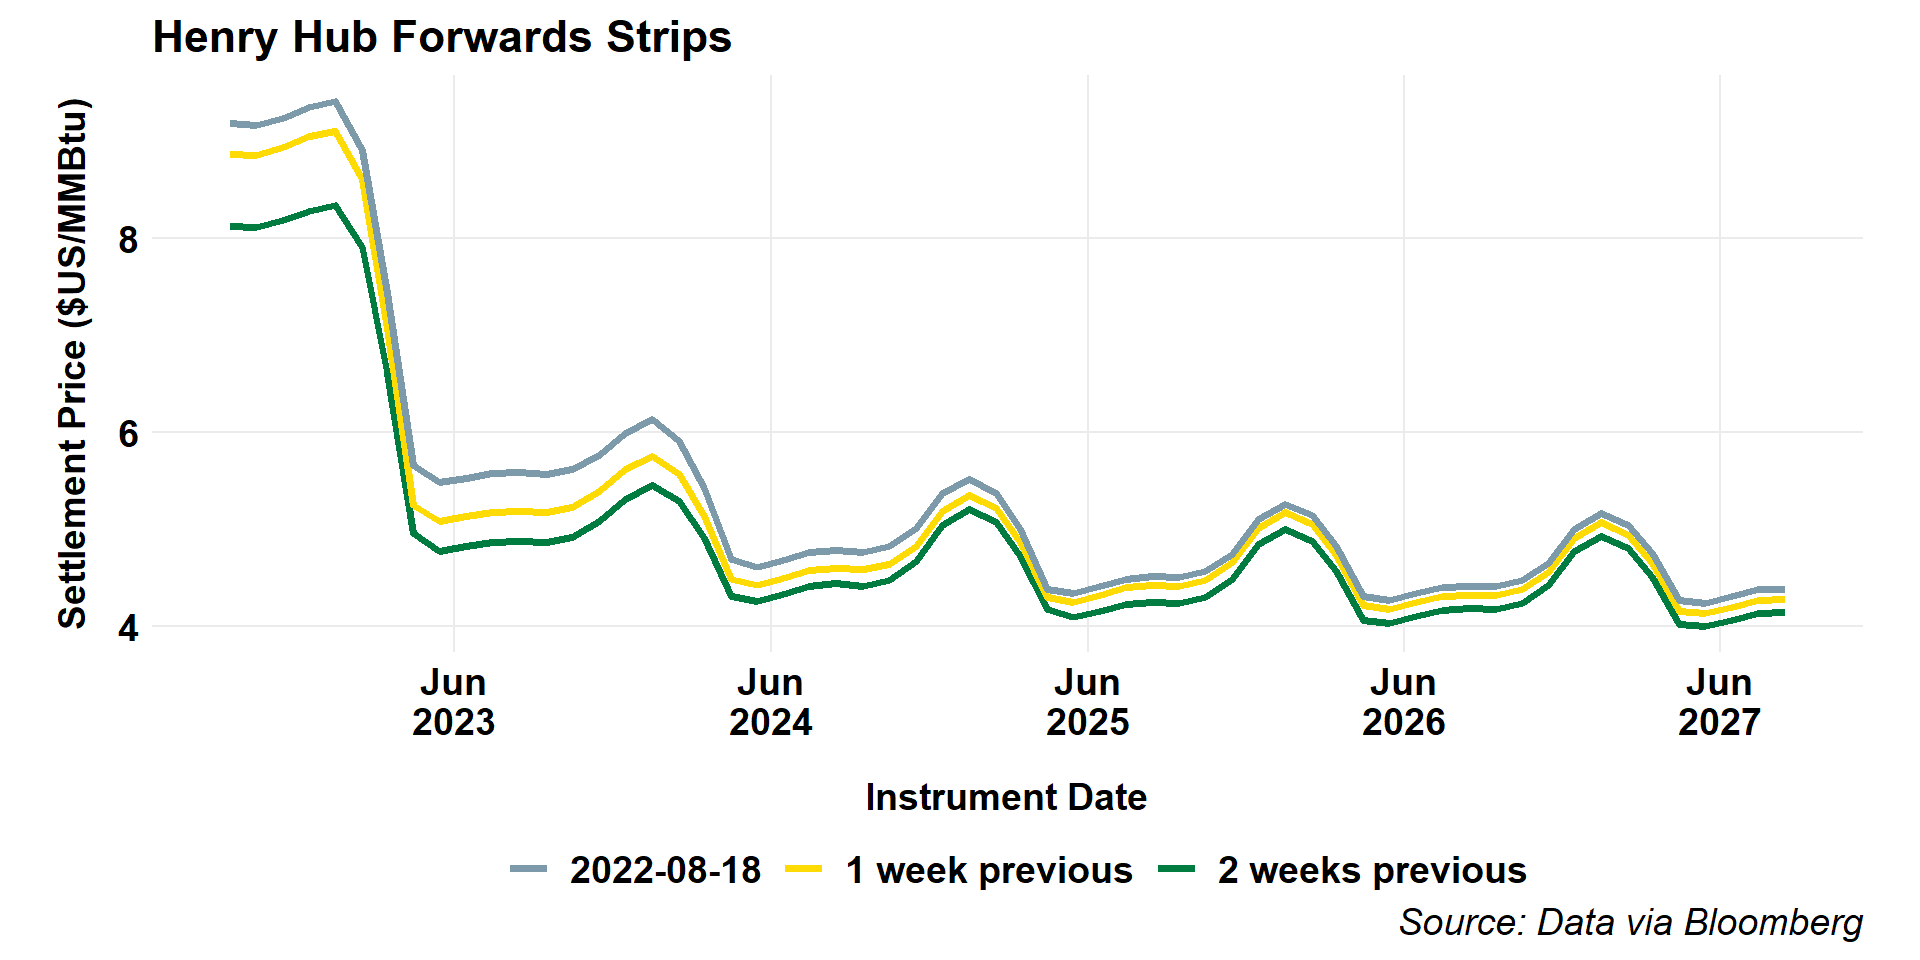 Henry Hub Forwards Strips
Settlement Price ($US/MMBtu)
8
6
4
Jun
2023
Jun
2024
Jun
2025
Jun
2026
Jun
2027
Instrument Date
2022-08-18
1 week previous
2 weeks previous
Source: Data via Bloomberg